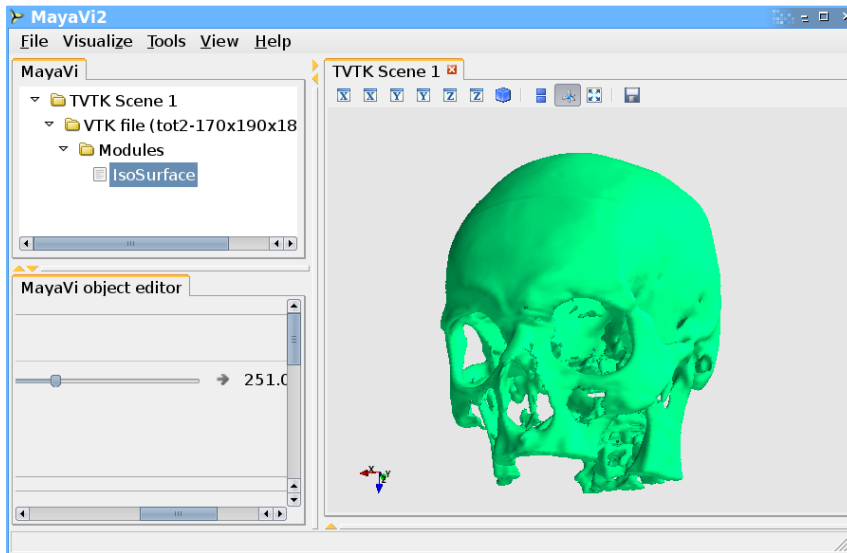 MayaVi2
File Visualize Tools View Help
MayaVi
TVTK Scene 1
VTK file (tot2-170x190x18
Modules
IsoSurface
MayaVi object editor
251.0
TVTK Scene 1
X X Y Y Z Z
X Y Z